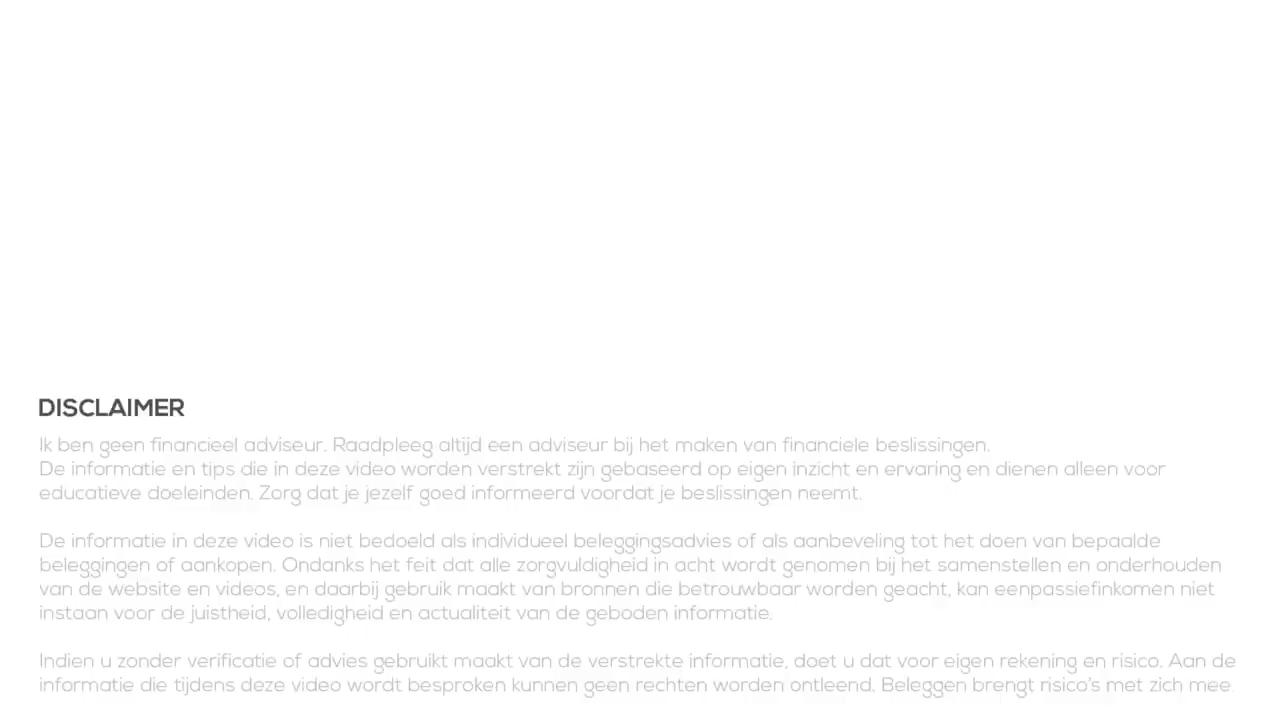 DISCLAIMER
Ik ben geen financieel adviseur. Raadpleeg altijd een adviseur bij het maken van financiele beslissingen.
De informatie en tips die in deze video worden verstrekt zijn gebaseerd op eigen inzicht en ervaring en dienen alleen voor
educatieve doeleinden. Zorg dat je jezelf goed informeerd voordat je beslissingen neemt.
De informatie in deze video is niet bedoeld als individueel beleggingsadvies of als aanbeveling tot het doen van bepaalde
beleggingen of aankopen. Ondanks het feit dat alle zorgvuldigheid in acht wordt genomen bij het samenstellen en onderhouden
van de website en videos, en daarbij gebruik maakt van bronnen die betrouwbaar worden geacht, kan eenpassiefinkomen niet
instaan voor de juistheid, volledigheid en actualiteit van de geboden informatie.
Indien u zonder verificatie of advies gebruikt maakt van de verstrekte informatie, doet u dat voor eigen rekening en risico. Aan de
informatie die tijdens deze video wordt besproken kunnen geen rechten worden ontleend. Beleggen brengt risico's met zich mee.